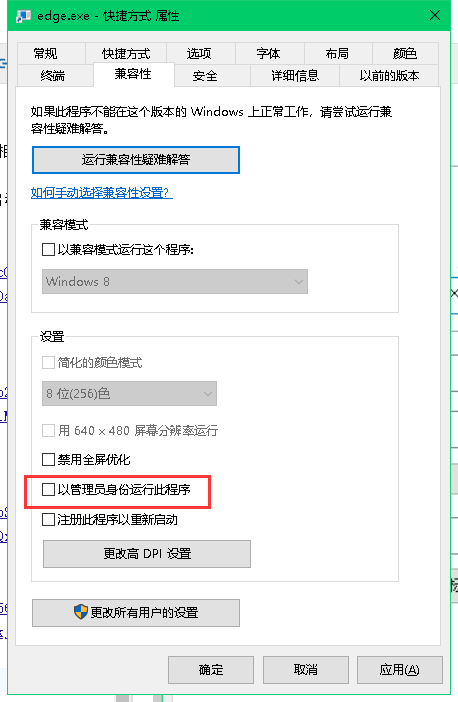 edge.exe - 快捷方式 属性
常规 快捷方式 选项 字体 布局 颜色
终端 兼容性 安全 详细信息 以前的版本
如果此程序不能在这个版本的 Windows 上正常工作，请尝试运行兼
容性疑难解答。
运行兼容性疑难解答
如何手动选择兼容性设置?
兼容模式
以兼容模式运行这个程序:
Windows 8
设置
简化的颜色模式
8 位(256)色
用 640 × 480 屏幕分辨率运行
禁用全屏优化
以管理员身份运行此程序
注册此程序以重新启动
更改高 DPI 设置
更改所有用户的设置
确定 取消 应用(A)